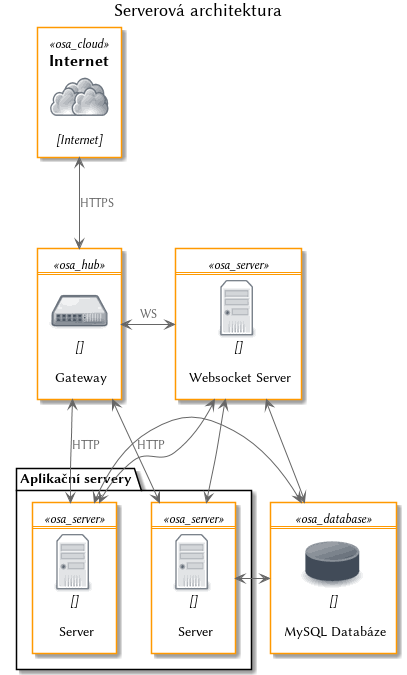 Serverová architektura
«osa_cloud»
Internet
[Internet]
HTTPS
«osa_hub»
[]
Gateway
WS
«osa_server»
[]
Websocket Server
HTTP
HTTP
Aplikační servery
«osa_server»
[]
Server
«osa_server»
[]
Server
«osa_database»
[]
MySQL Databáze